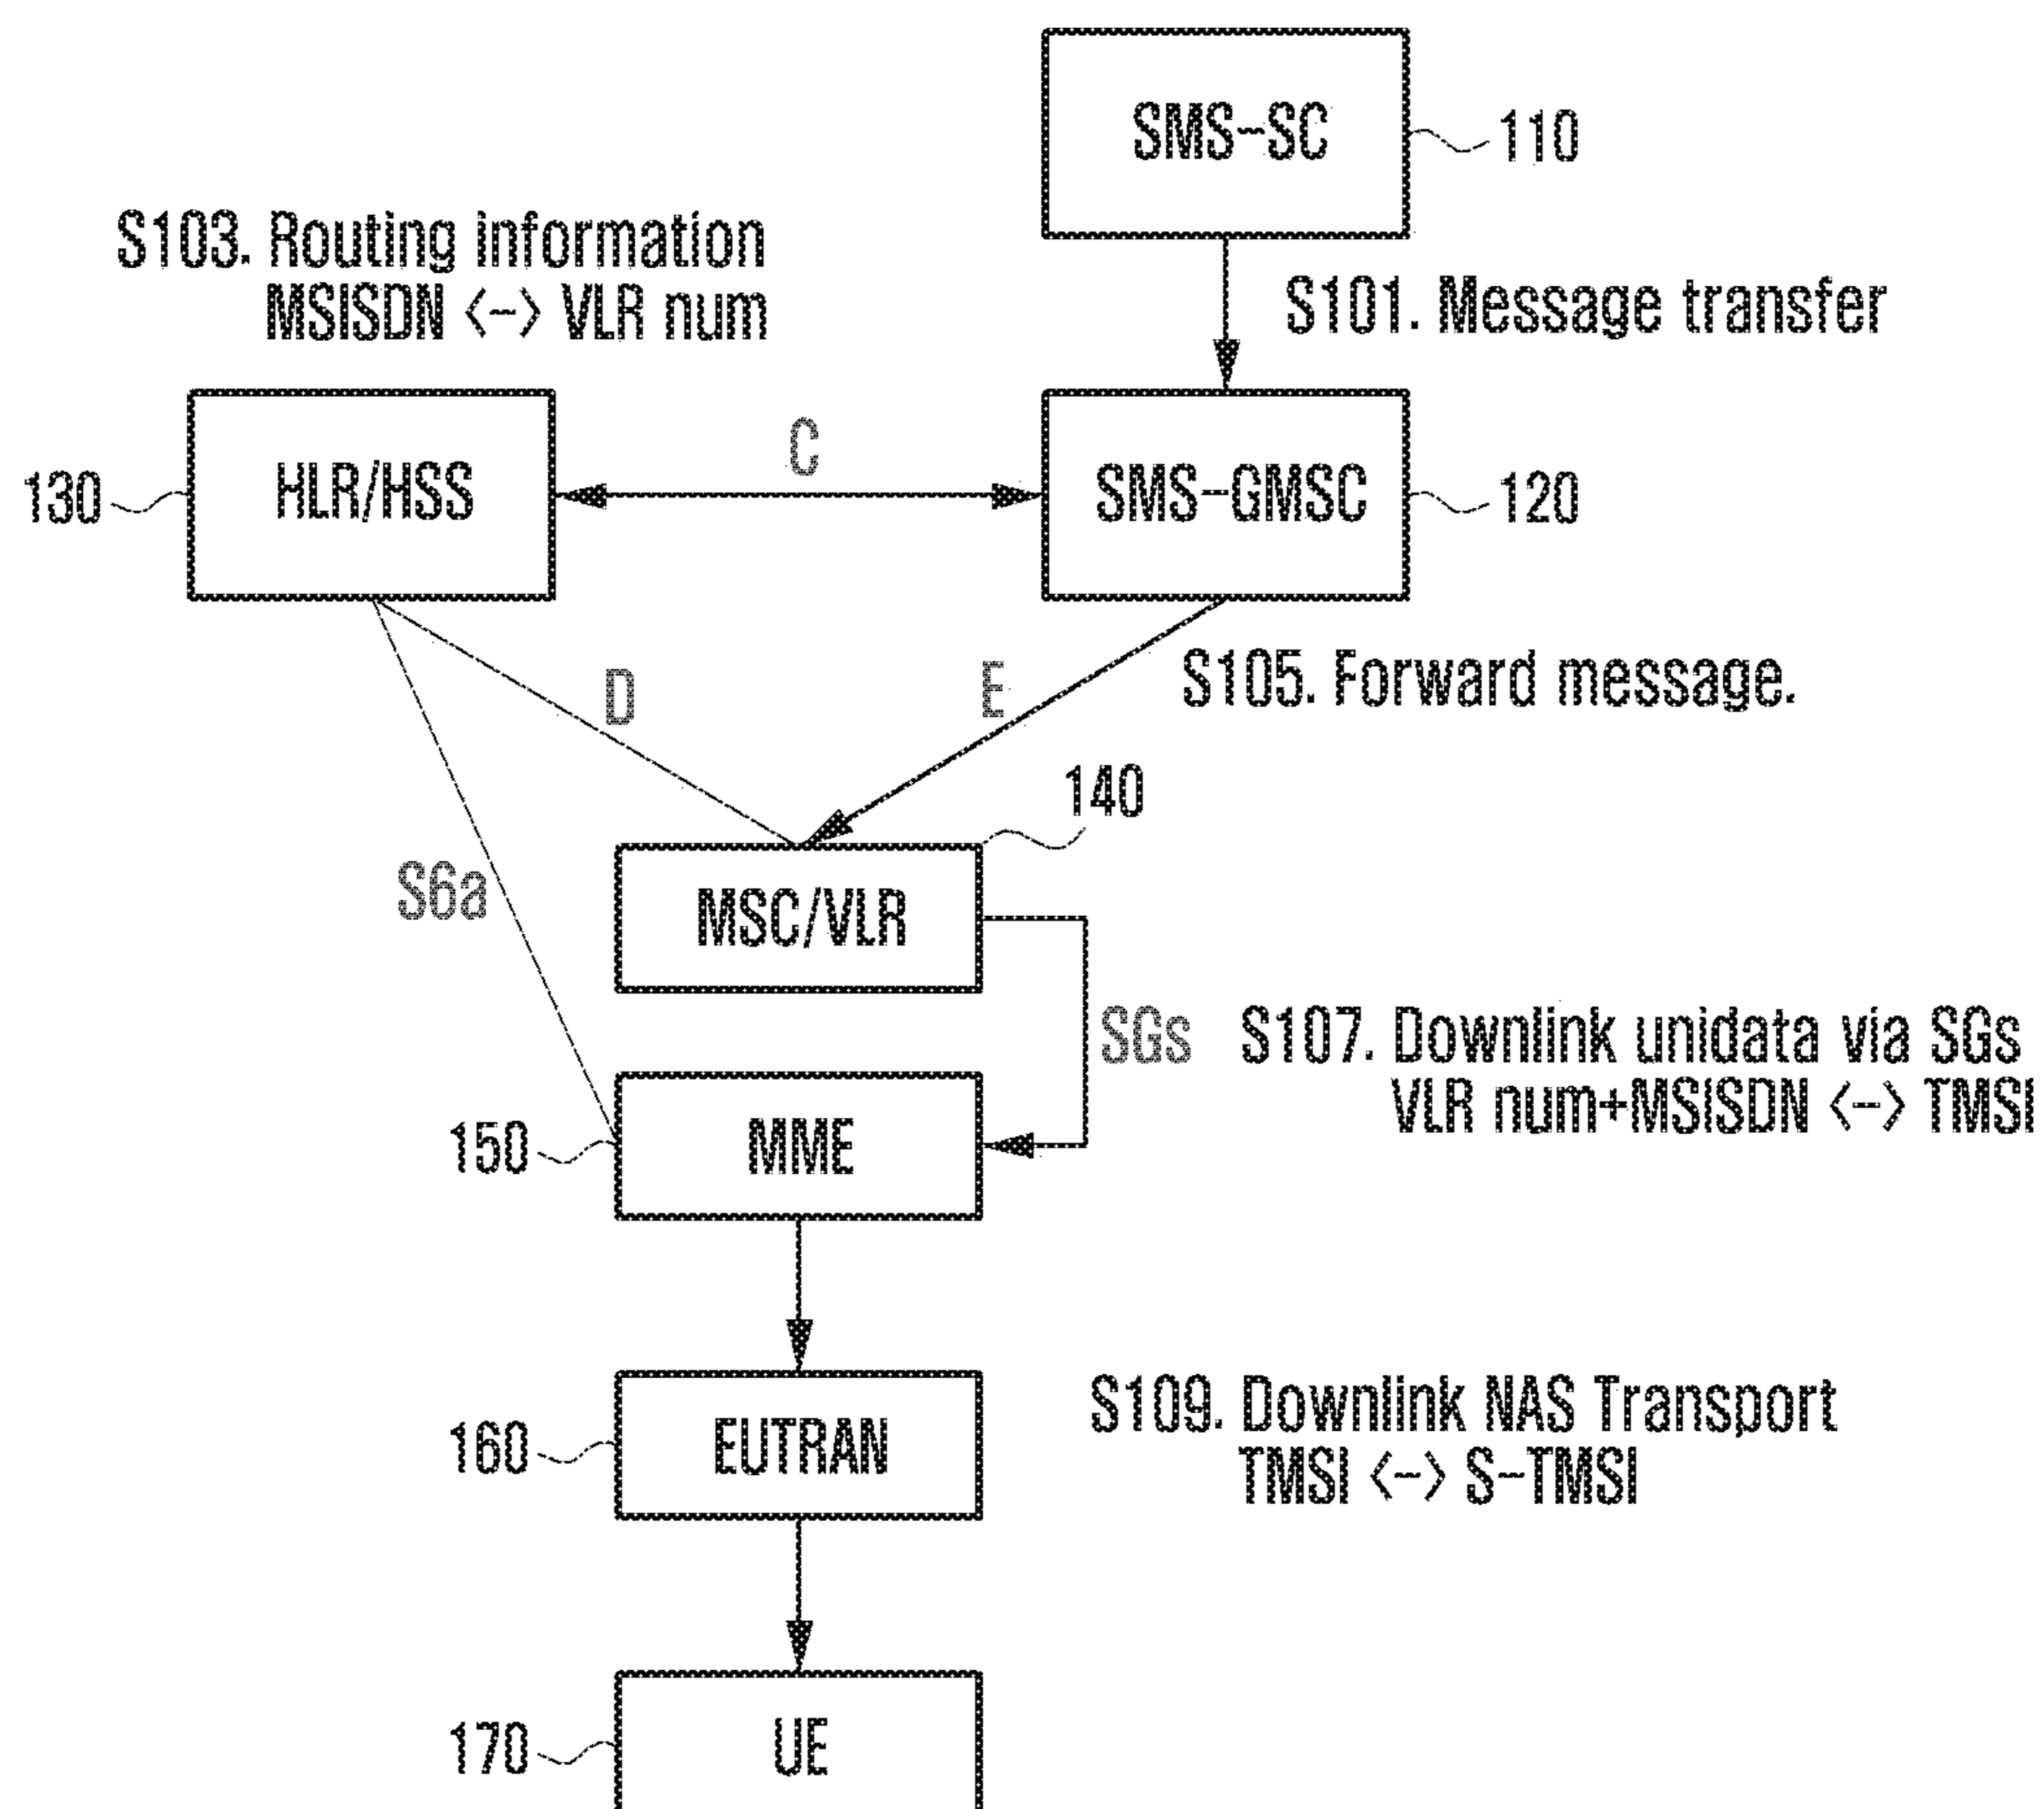 SMS-SC
110
S103. Routing information
MSISDN <-> VLR num
S101. Message transfer
130
HLR/HSS
C
SMS-GMSC
120
D
E
S105. Forward message.
140
S6a
MSC/VLR
SGs
S107. Downlink unidata via SGs
VLR num+MSISDN <-> TMSI
150
MME
160
EUTRAN
S109. Downlink NAS Transport
TMSI <-> S-TMSI
170
UE